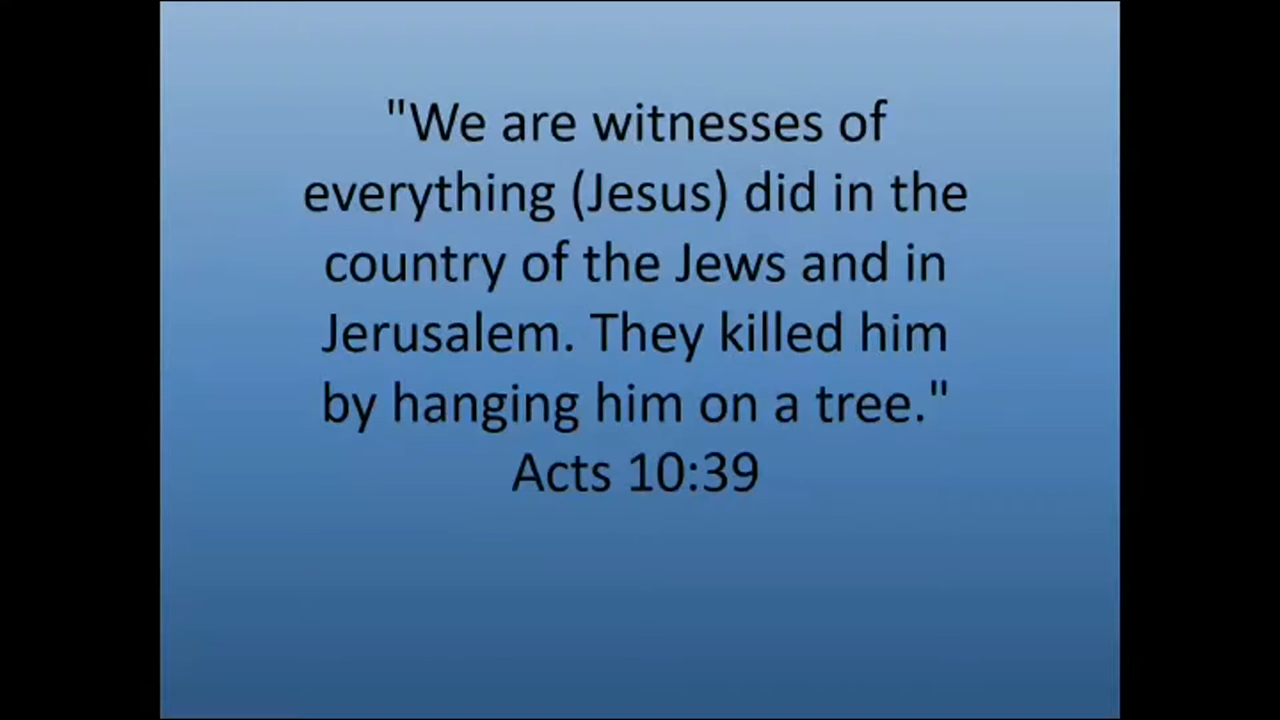 "We are witnesses of
everything (Jesus) did in the
country of the Jews and in
Jerusalem. They killed him
by hanging him on a tree."
Acts 10:39